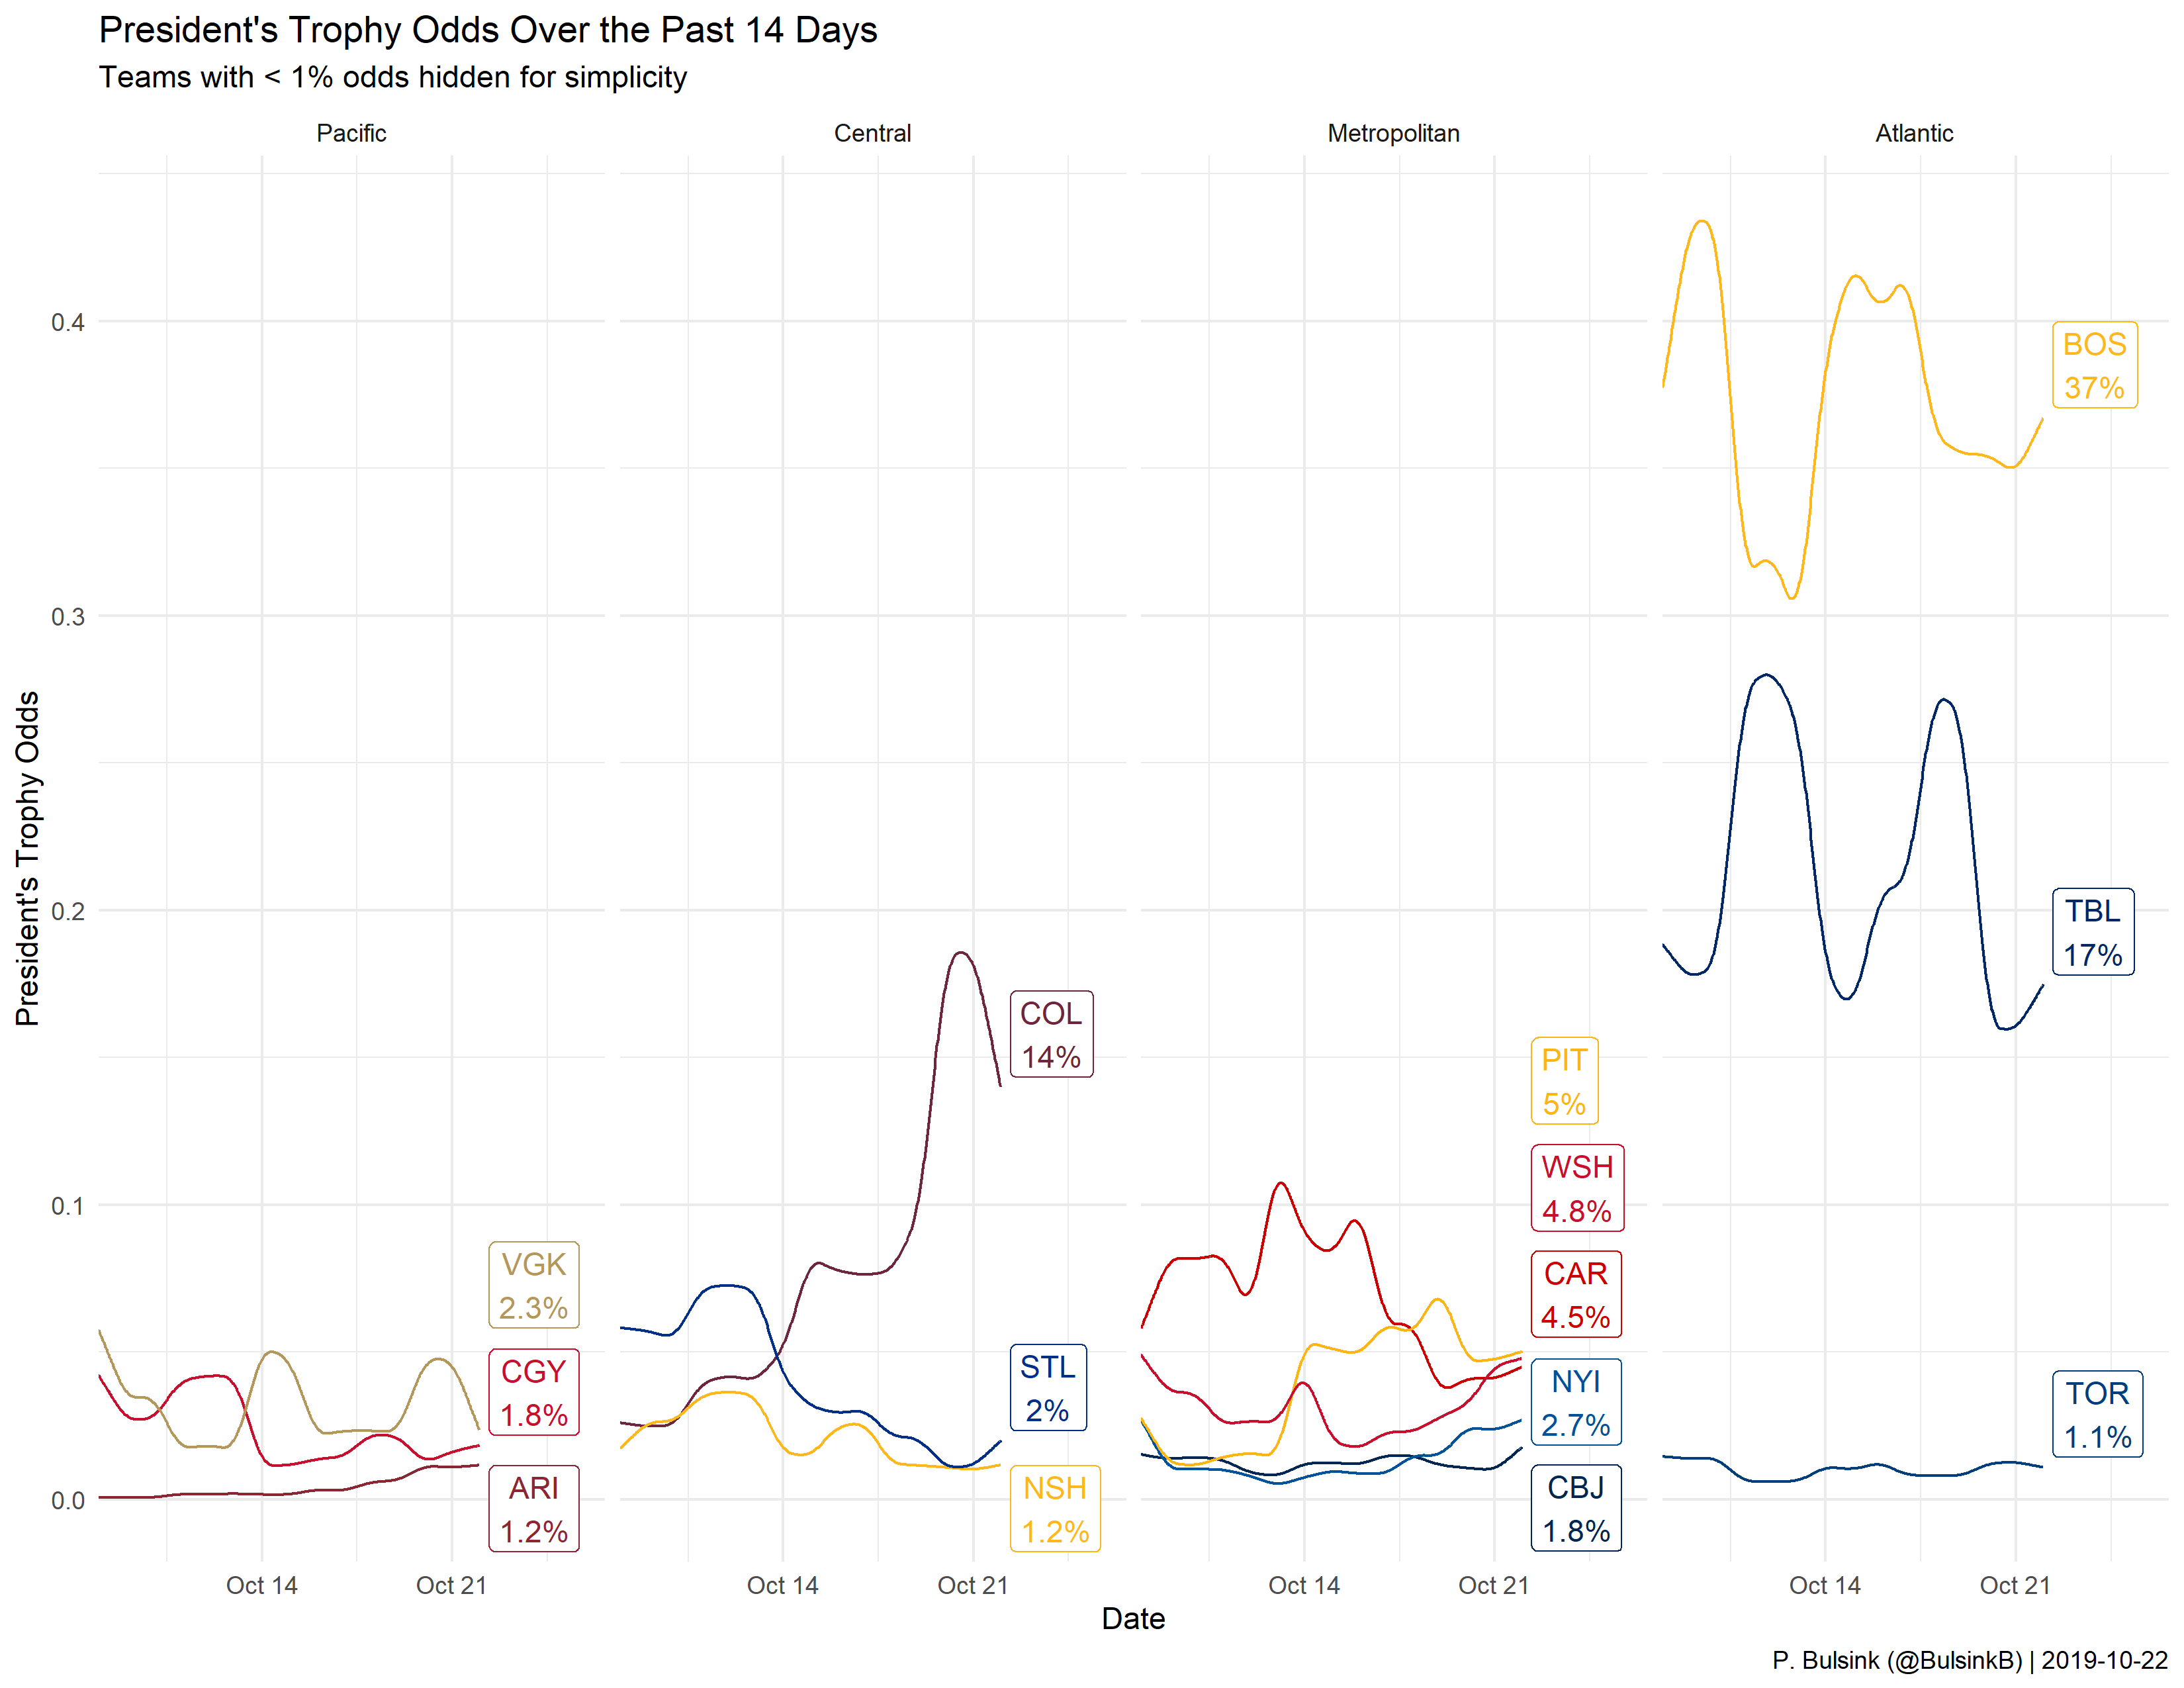 President's Trophy Odds Over the Past 14 Days
Teams with < 1% odds hidden for simplicity
Pacific
Central
Metropolitan
Atlantic
President's Trophy Odds
0.4
0.3
0.2
0.1
0.0
VGK
2.3%
CGY
1.8%
ARI
1.2%
COL
14%
STL
2%
NSH
1.2%
PIT
5%
WSH
4.8%
CAR
4.5%
NYI
2.7%
CBJ
1.8%
BOS
37%
TBL
17%
TOR
1.1%
Oct 14
Oct 21
Oct 14
Oct 21
Oct 14
Oct 21
Oct 14
Oct 21
Date
P. Bulsink (@BulsinkB) | 2019-10-22